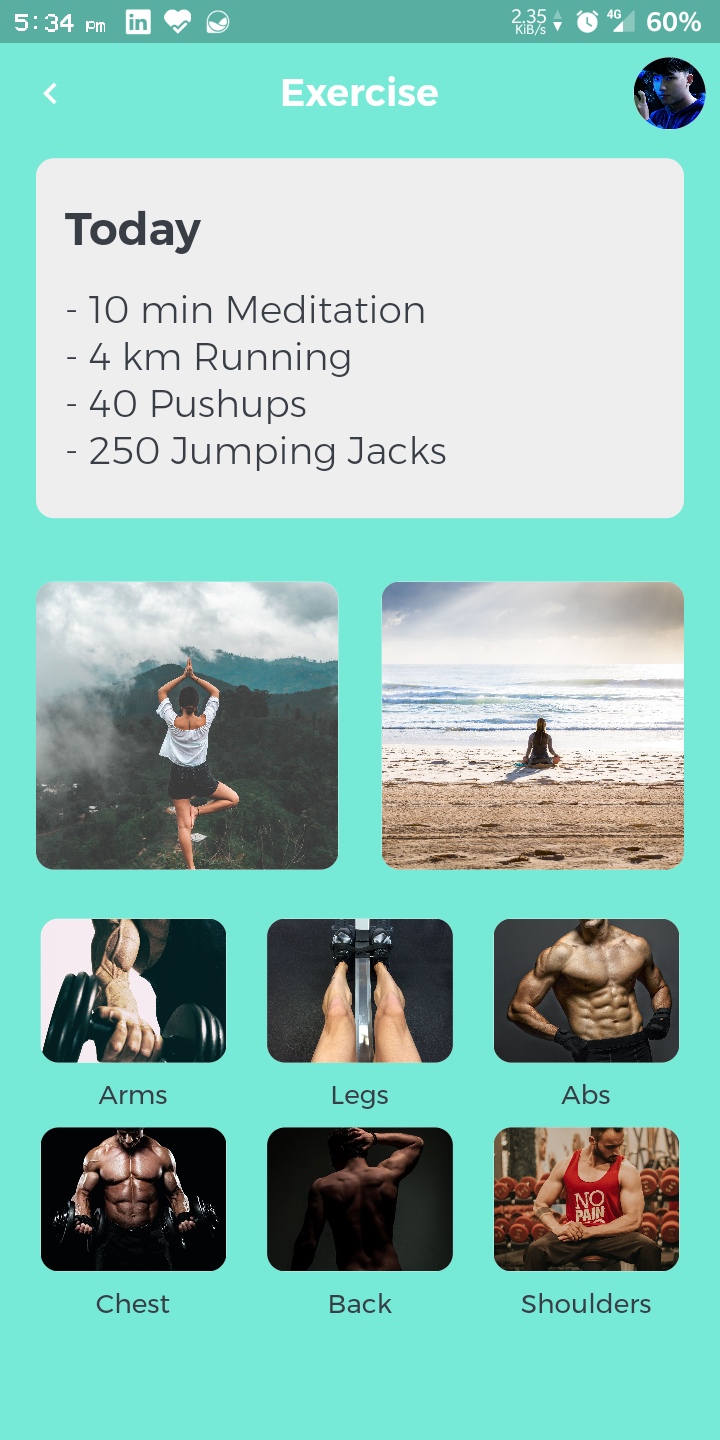 5:34 pm in 2.35 KiB/s 4G 60%
Exercise
Today
- 10 min Meditation
- 4 km Running
- 40 Pushups
- 250 Jumping Jacks
Arms Legs Abs
NO
PAIN
Chest Back Shoulders